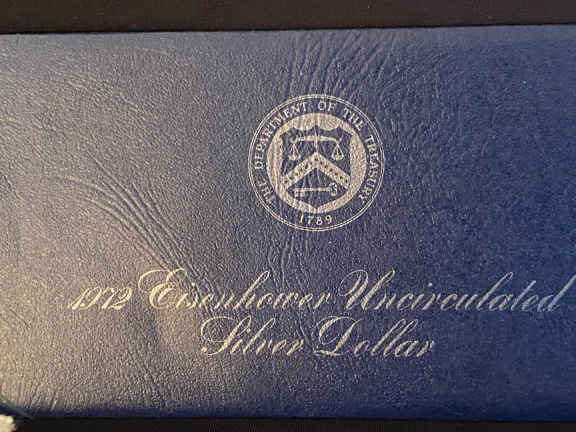 THE DEPARTMENT OF THE TREASURY
1789
1972 Eisenhower Uncirculated
Silver Dollar